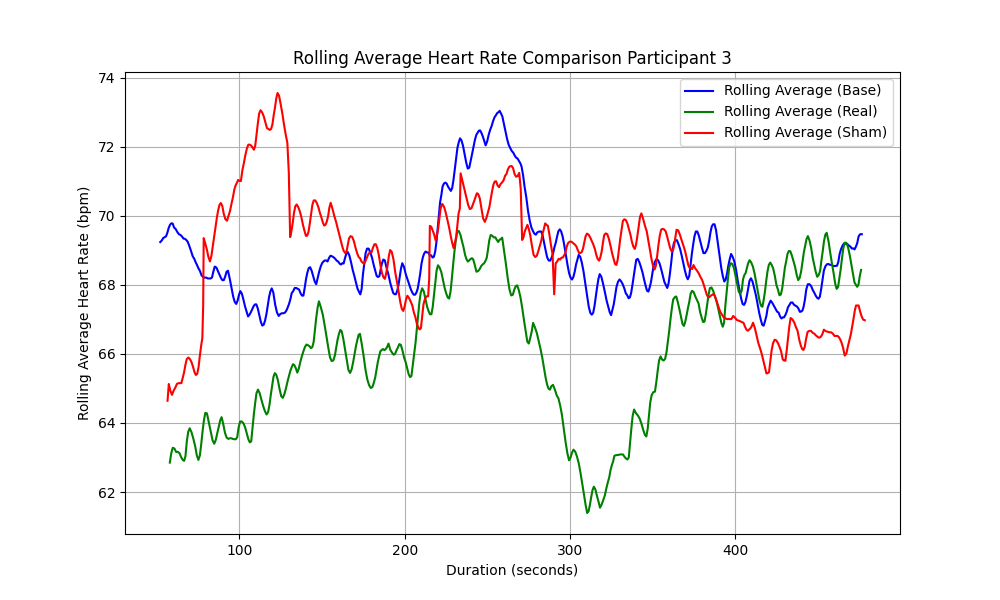 Rolling Average Heart Rate Comparison Participant 3
74
72
70
68
66
64
62
Rolling Average Heart Rate (bpm)
Rolling Average (Base)
Rolling Average (Real)
Rolling Average (Sham)
100 200 300 400
Duration (seconds)